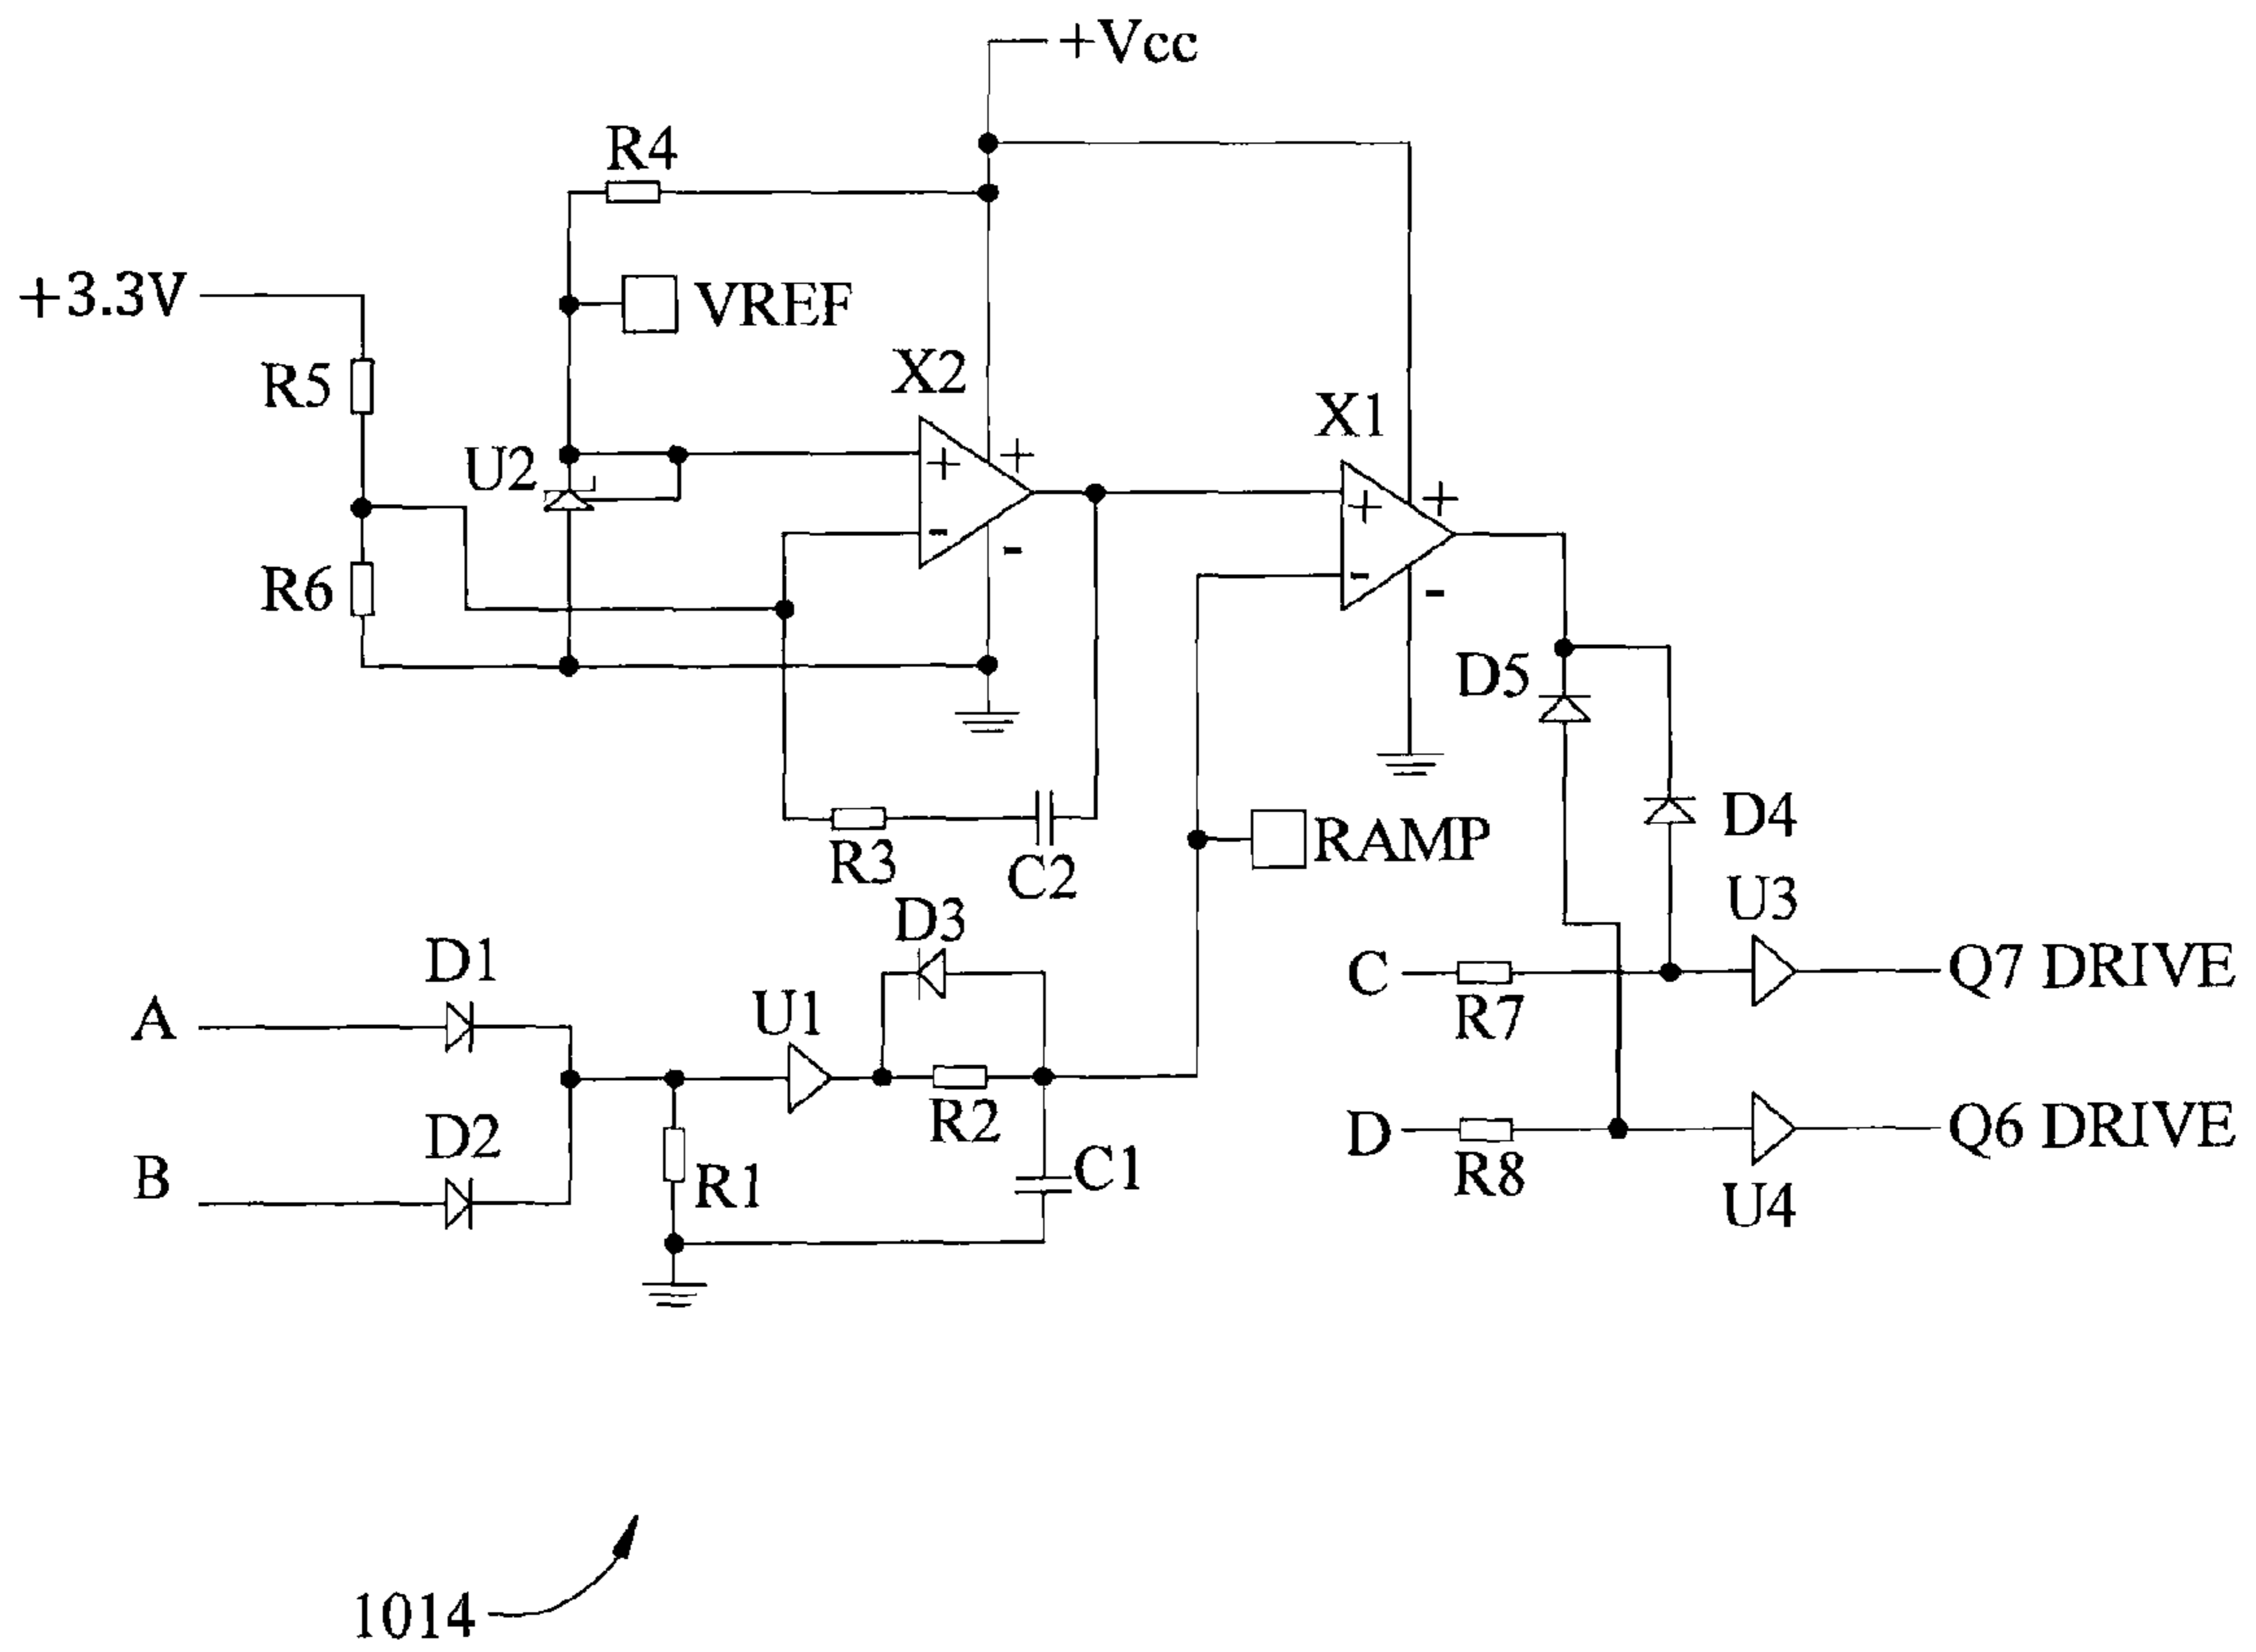 +Vcc
R4
+3.3V
VREF
R5
X2
X1
U2
+
+
+
+
-
-
R6
-
-
D5
D4
RAMP
R3
C2
U3
D3
D1
C
Q7 DRIVE
A
U1
R7
R2
D2
D
Q6 DRIVE
B
R1
C1
R8
U4
1014